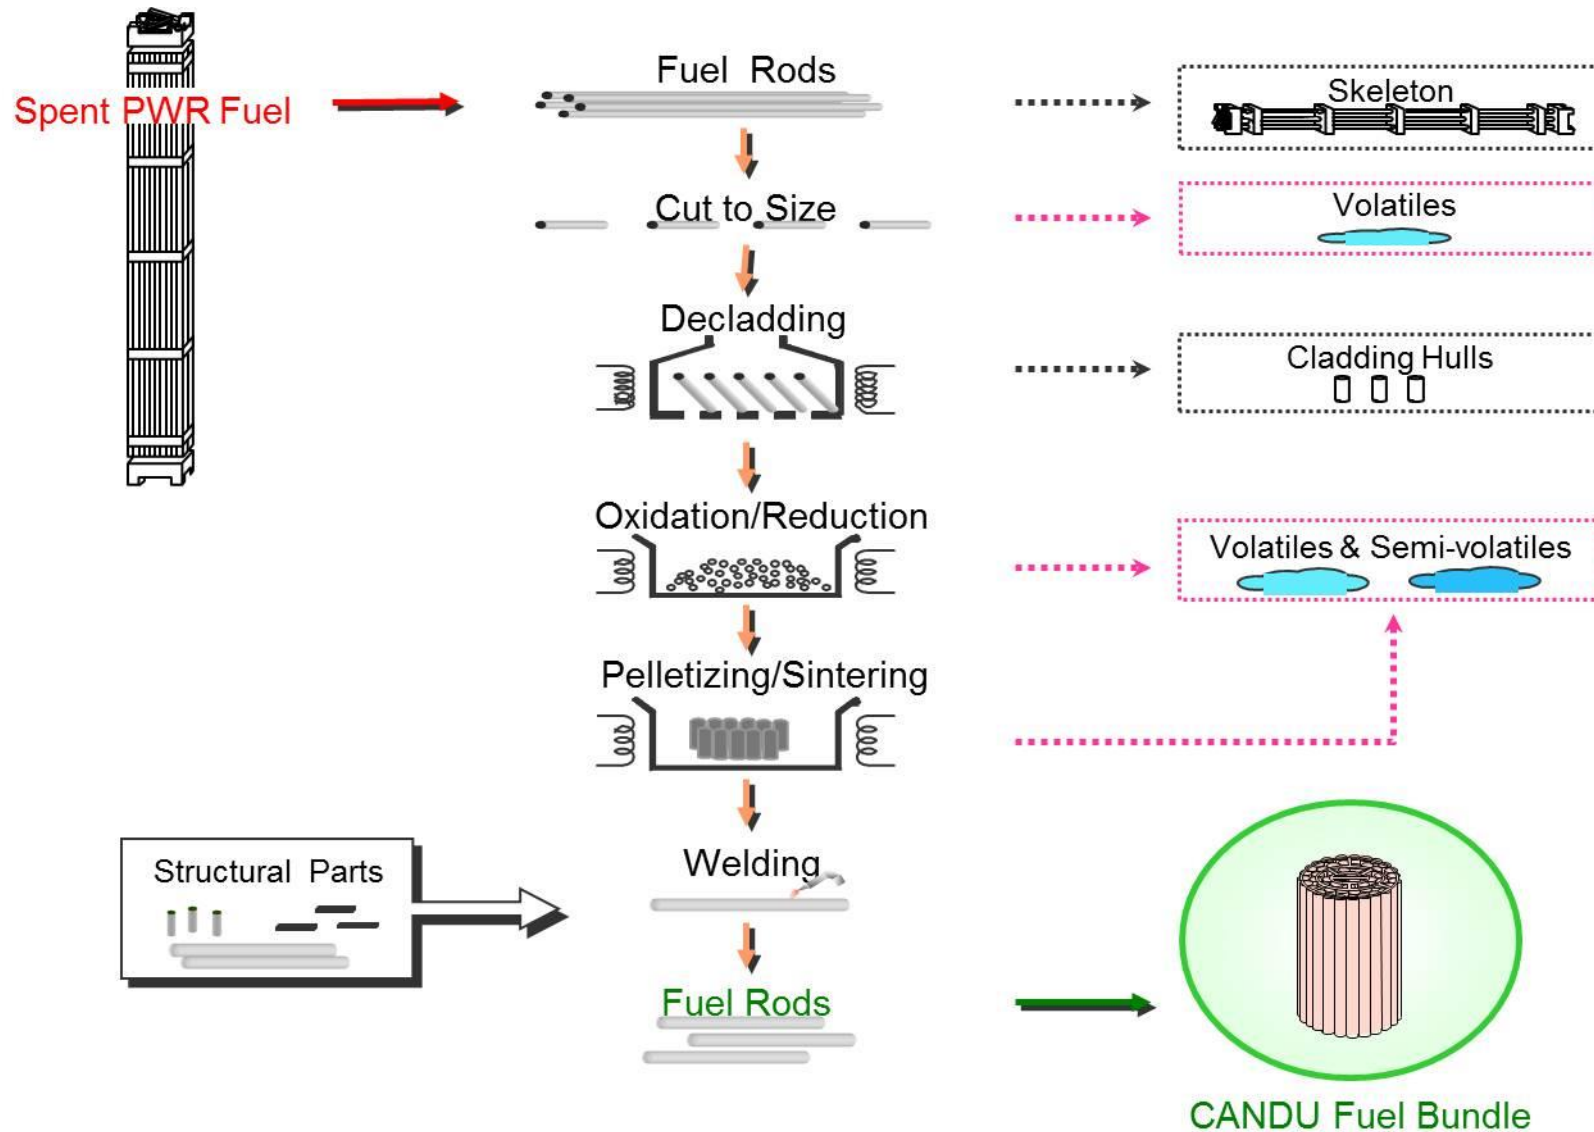 Fuel Rods
Skeleton
Spent PWR Fuel
Cut to Size
Volatiles
Decladding
Cladding Hulls
Oxidation/Reduction
Volatiles & Semi-volatiles
Pelletizing/Sintering
Structural Parts
Welding
Fuel Rods
CANDU Fuel Bundle